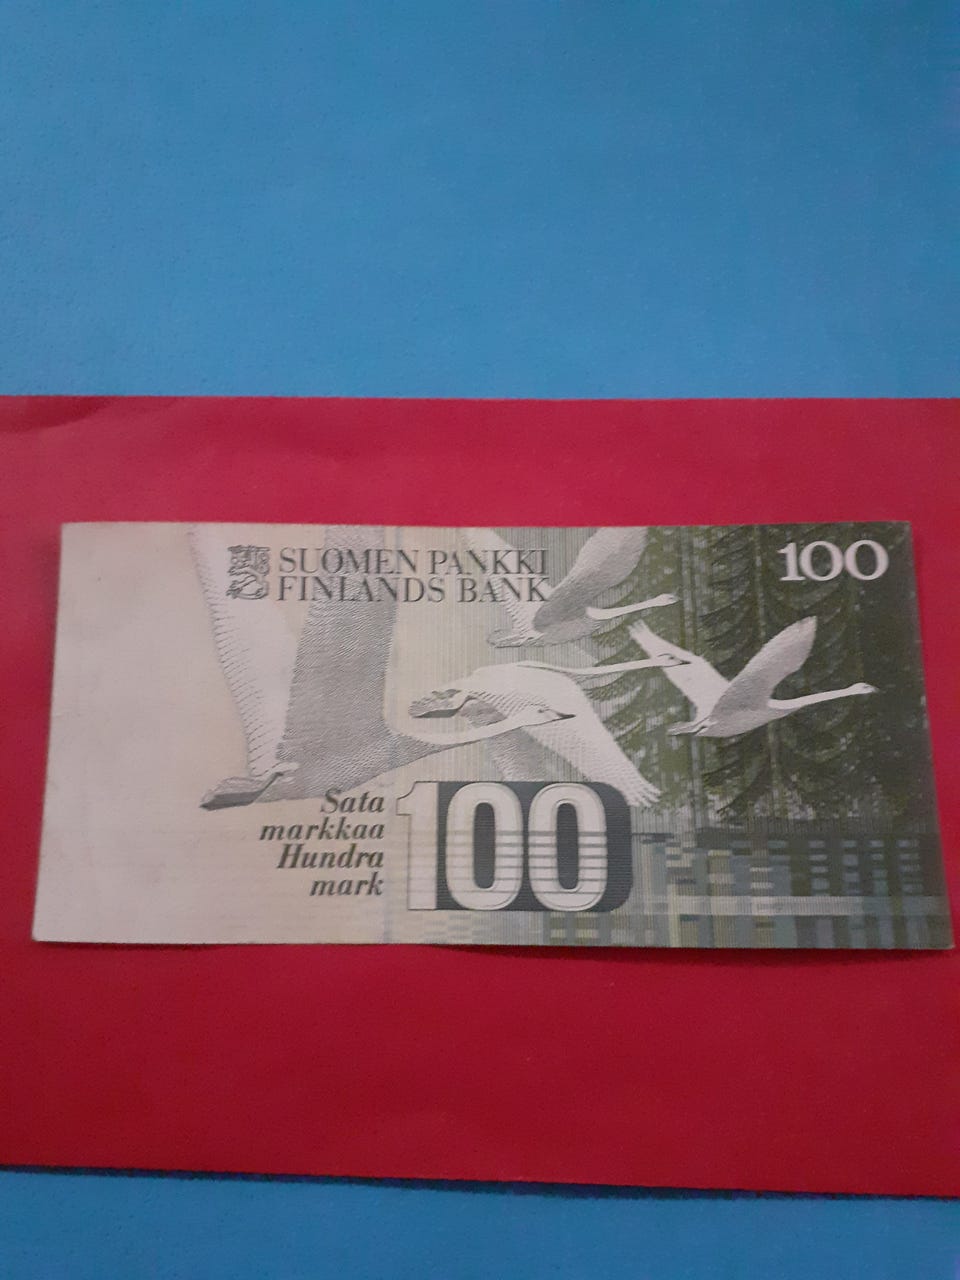 SUOMEN PANKKI
FINLANDS BANK
100
Sata
markkaa
Hundra
mark
100